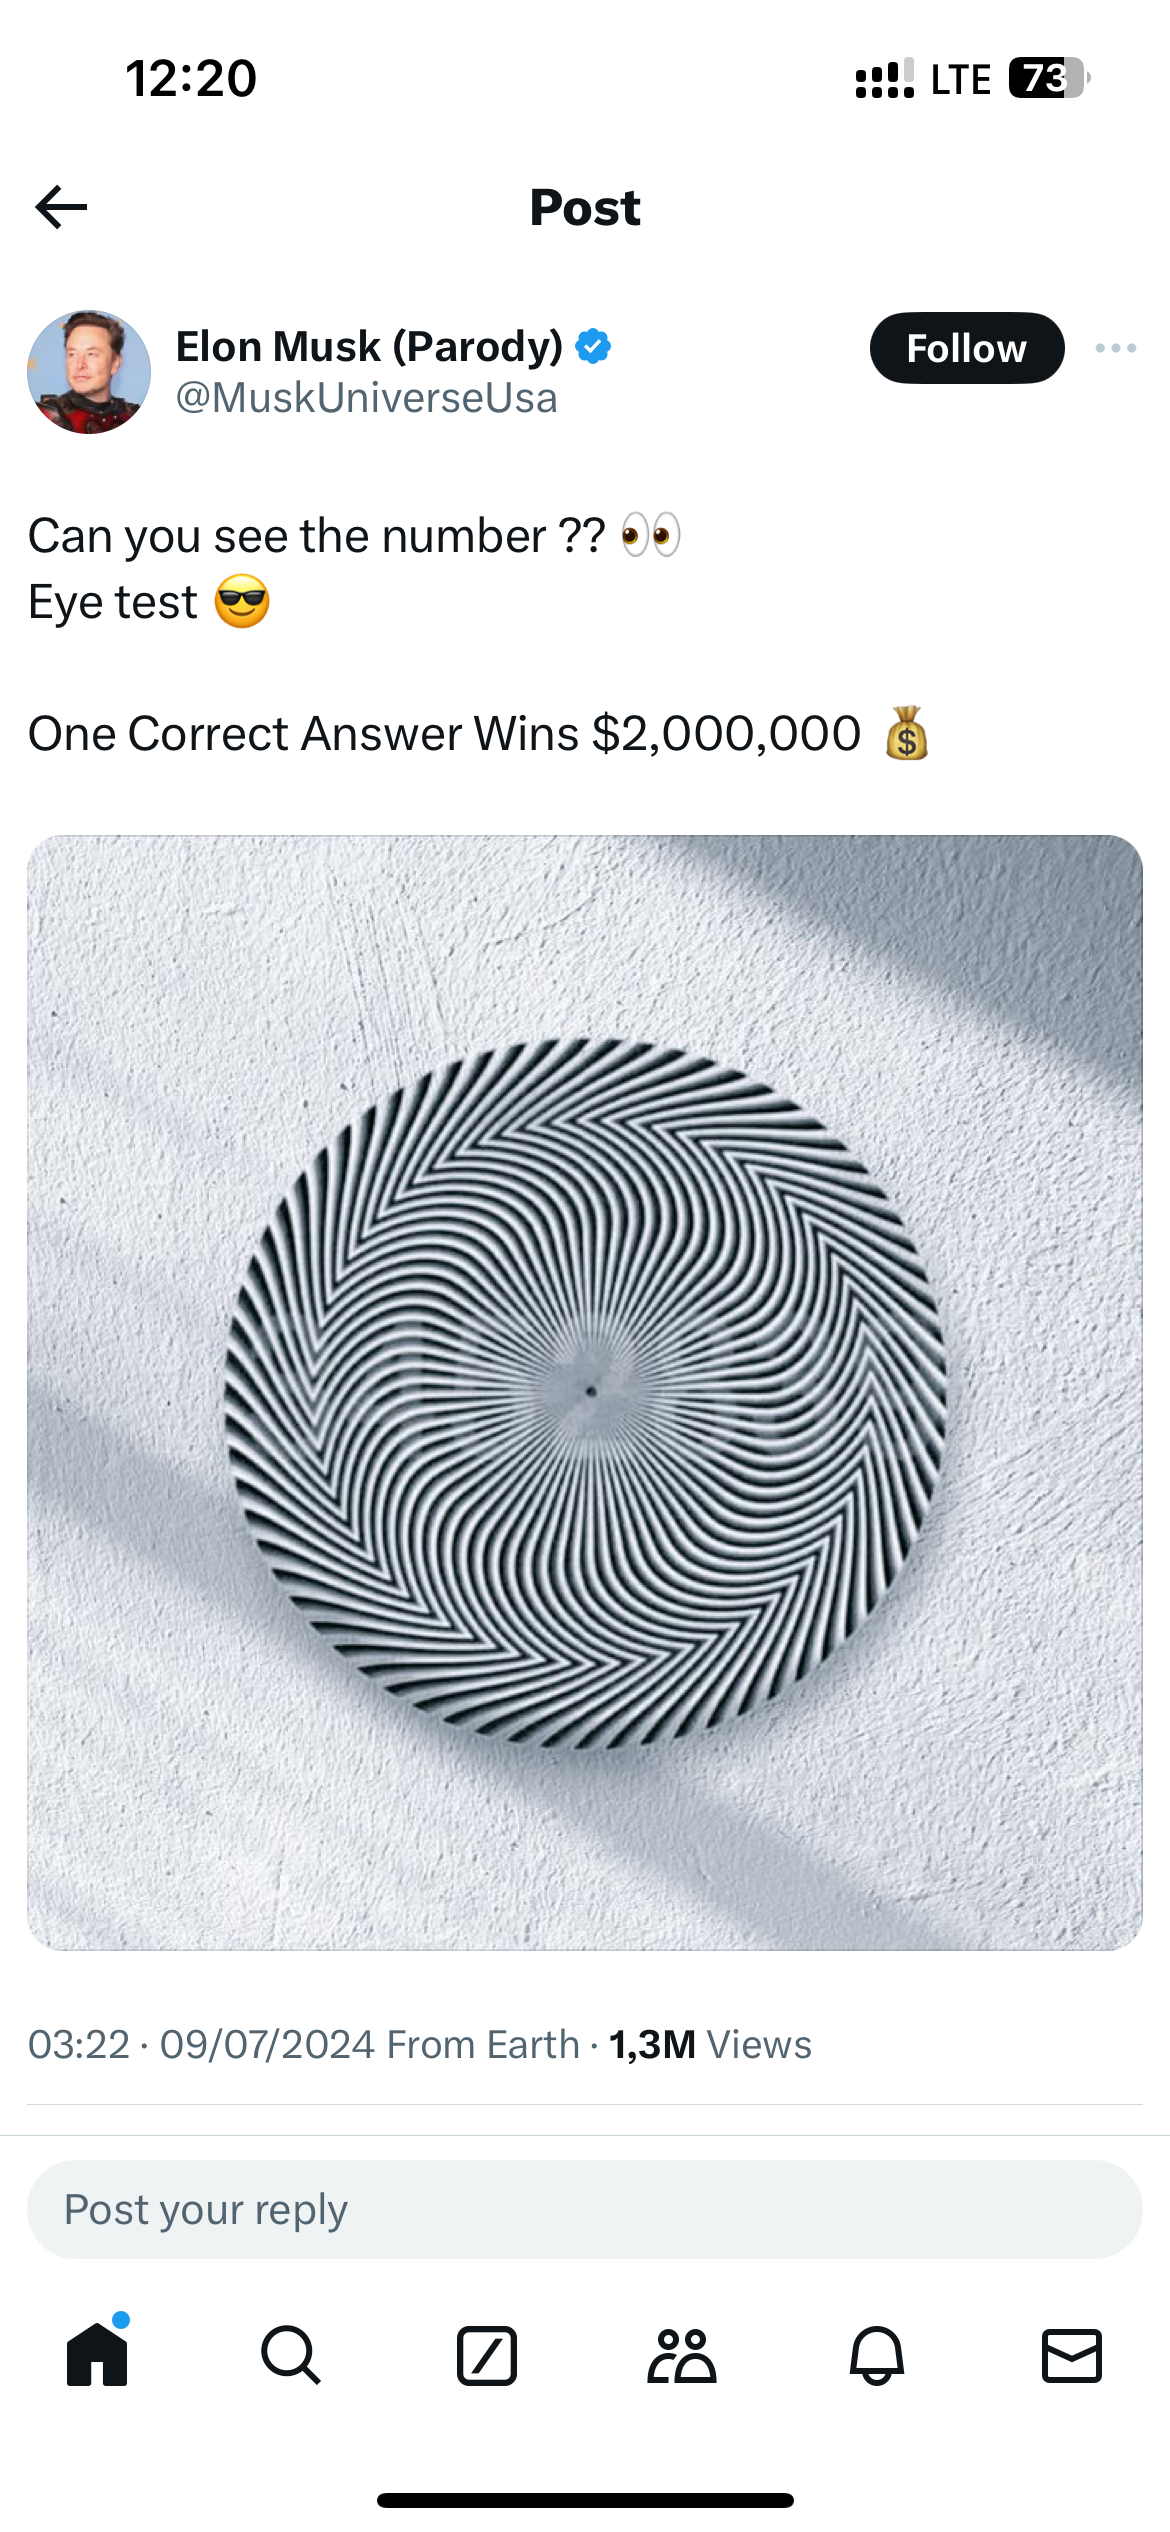 12:20
LTE 73
Post
Elon Musk (Parody)
@MuskUniverseUsa
Follow
Can you see the number ??
Eye test
One Correct Answer Wins $2,000,000
03:22 · 09/07/2024 From Earth · 1,3M Views
Post your reply